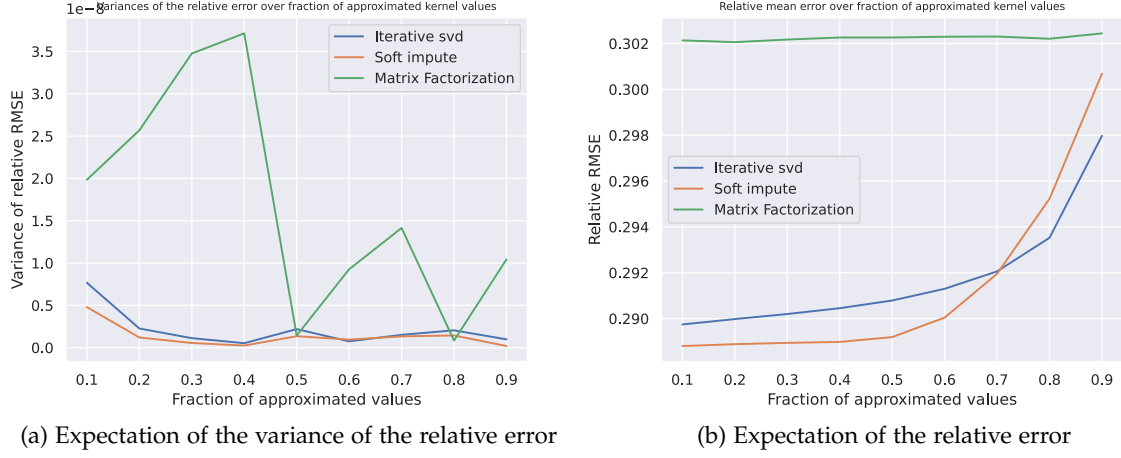 1e−8
Variances of the relative error over fraction of approximated kernel values
3.5
3.0
2.5
2.0
1.5
1.0
0.5
0.0
Variance of relative RMSE
Iterative svd
Soft impute
Matrix Factorization
0.1 0.2 0.3 0.4 0.5 0.6 0.7 0.8 0.9
Fraction of approximated values
(a) Expectation of the variance of the relative error
Relative mean error over fraction of approximated kernel values
0.302
0.300
0.298
0.296
0.294
0.292
0.290
Relative RMSE
Iterative svd
Soft impute
Matrix Factorization
0.1 0.2 0.3 0.4 0.5 0.6 0.7 0.8 0.9
Fraction of approximated values
(b) Expectation of the relative error